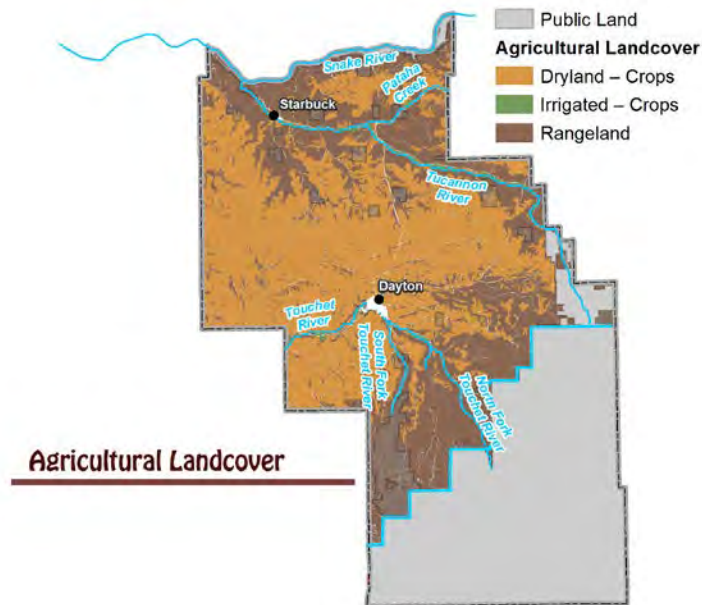 Public Land
Agricultural Landcover
Dryland – Crops
Irrigated – Crops
Rangeland
Snake River
Pataha
Creek
Starbuck
Tucannon
River
Dayton
Touchet
River
South Fork
Touchet River
North Fork
Touchet River
Agricultural Landcover